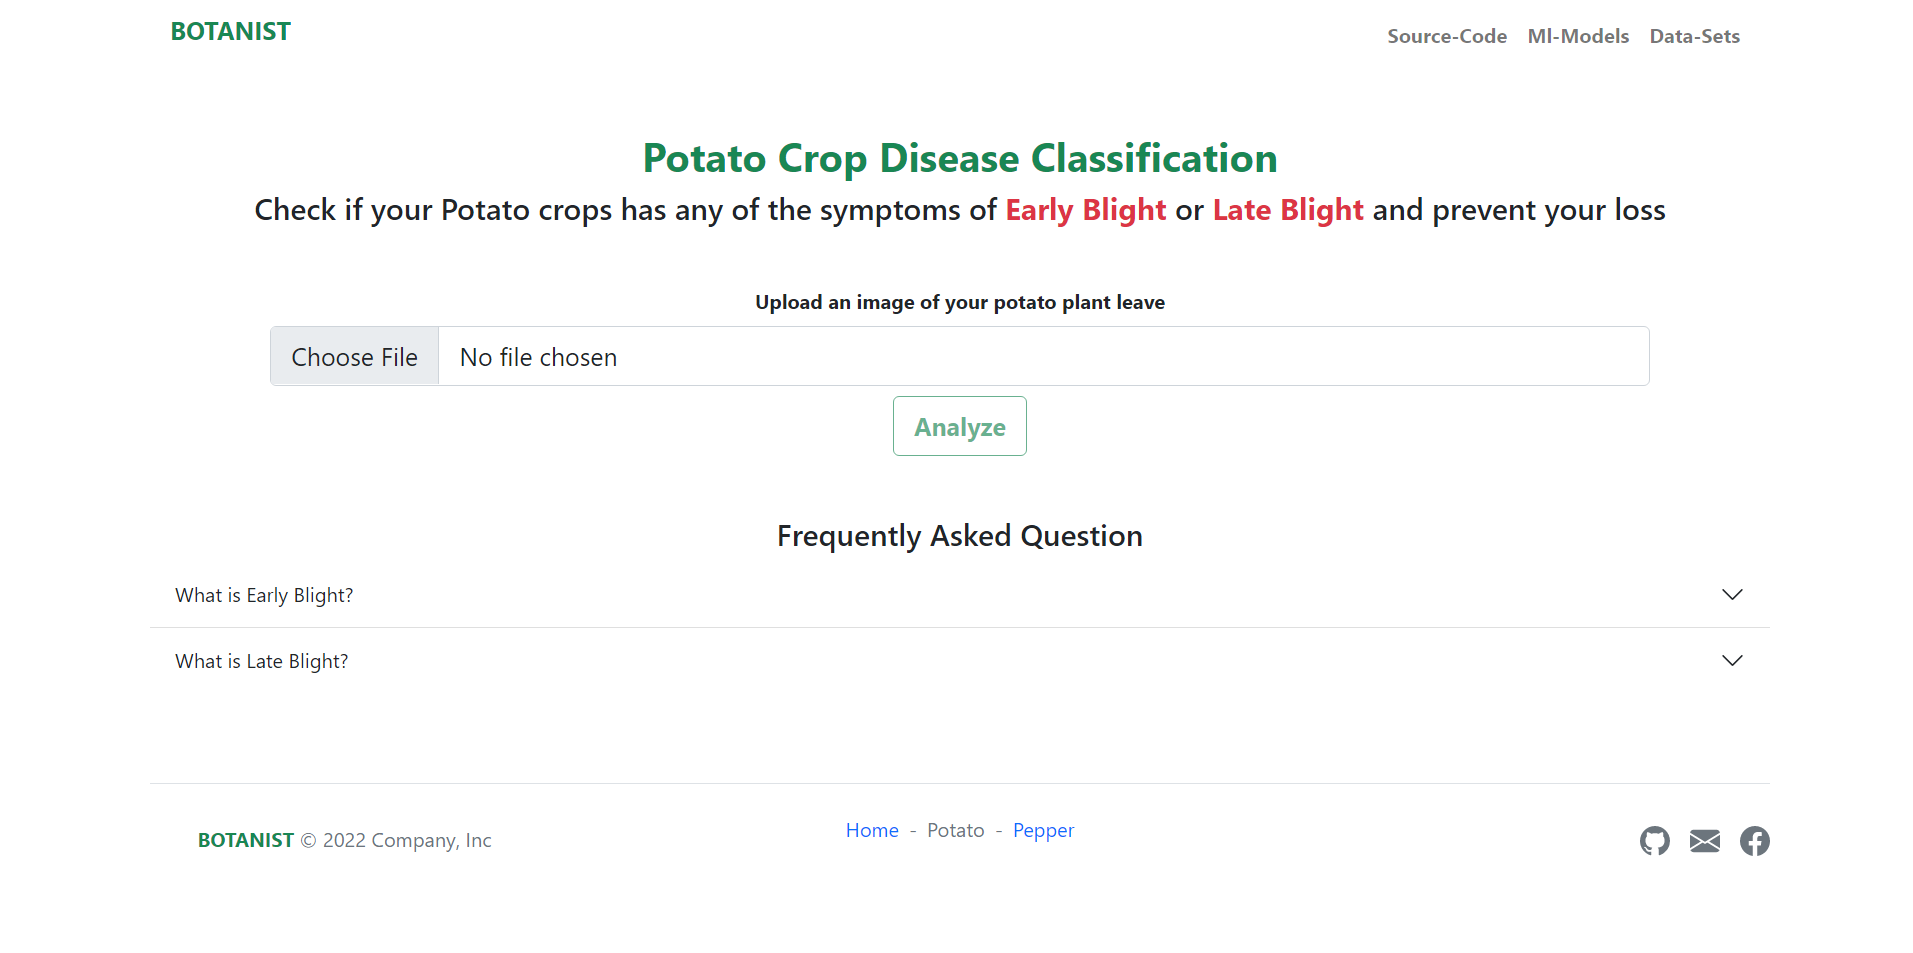 BOTANIST
Source-Code Ml-Models Data-Sets
Potato Crop Disease Classification
Check if your Potato crops has any of the symptoms of Early Blight or Late Blight and prevent your loss
Upload an image of your potato plant leave
Choose File No file chosen
Analyze
Frequently Asked Question
What is Early Blight?
What is Late Blight?
BOTANIST © 2022 Company, Inc
Home - Potato - Pepper